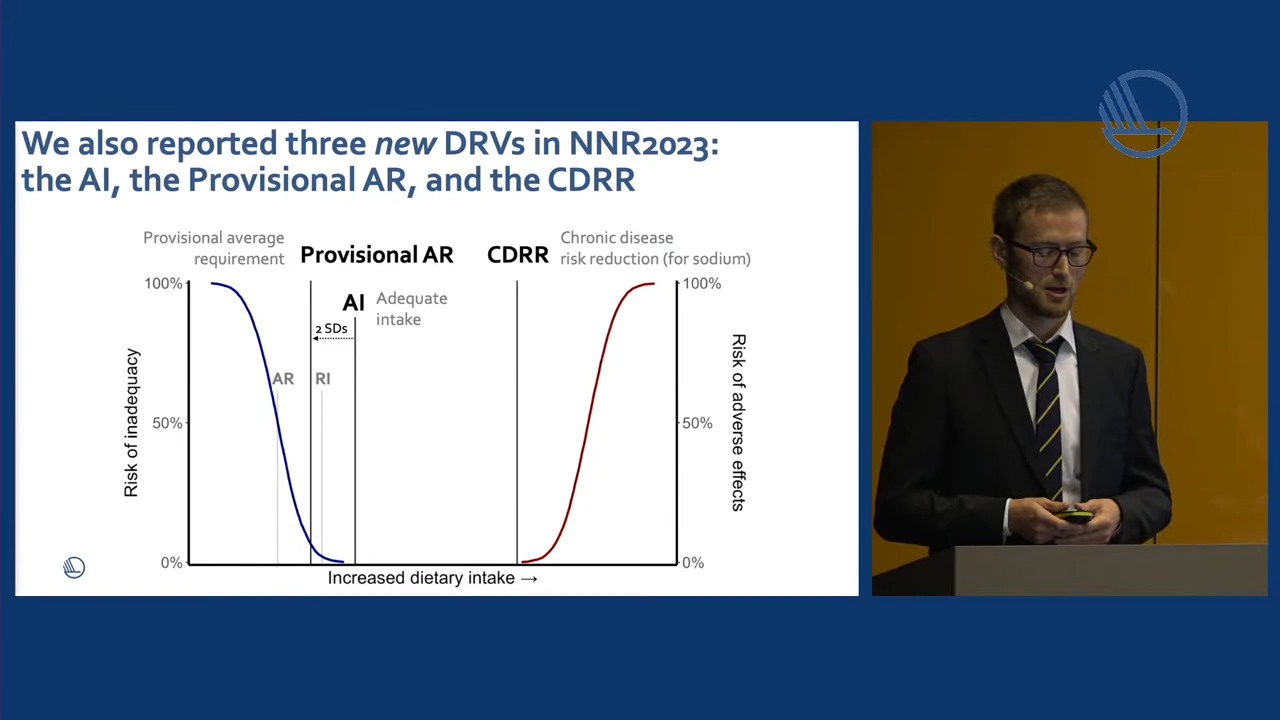 We also reported three new DRVs in NNR2023:
the AI, the Provisional AR, and the CDRR
Provisional average
requirement
Provisional AR
CDRR
Chronic disease
risk reduction (for sodium)
100%
100%
AI
Adequate
intake
2 SDs
AR
RI
Risk of inadequacy
50%
50%
Risk of adverse effects
0%
0%
Increased dietary intake →